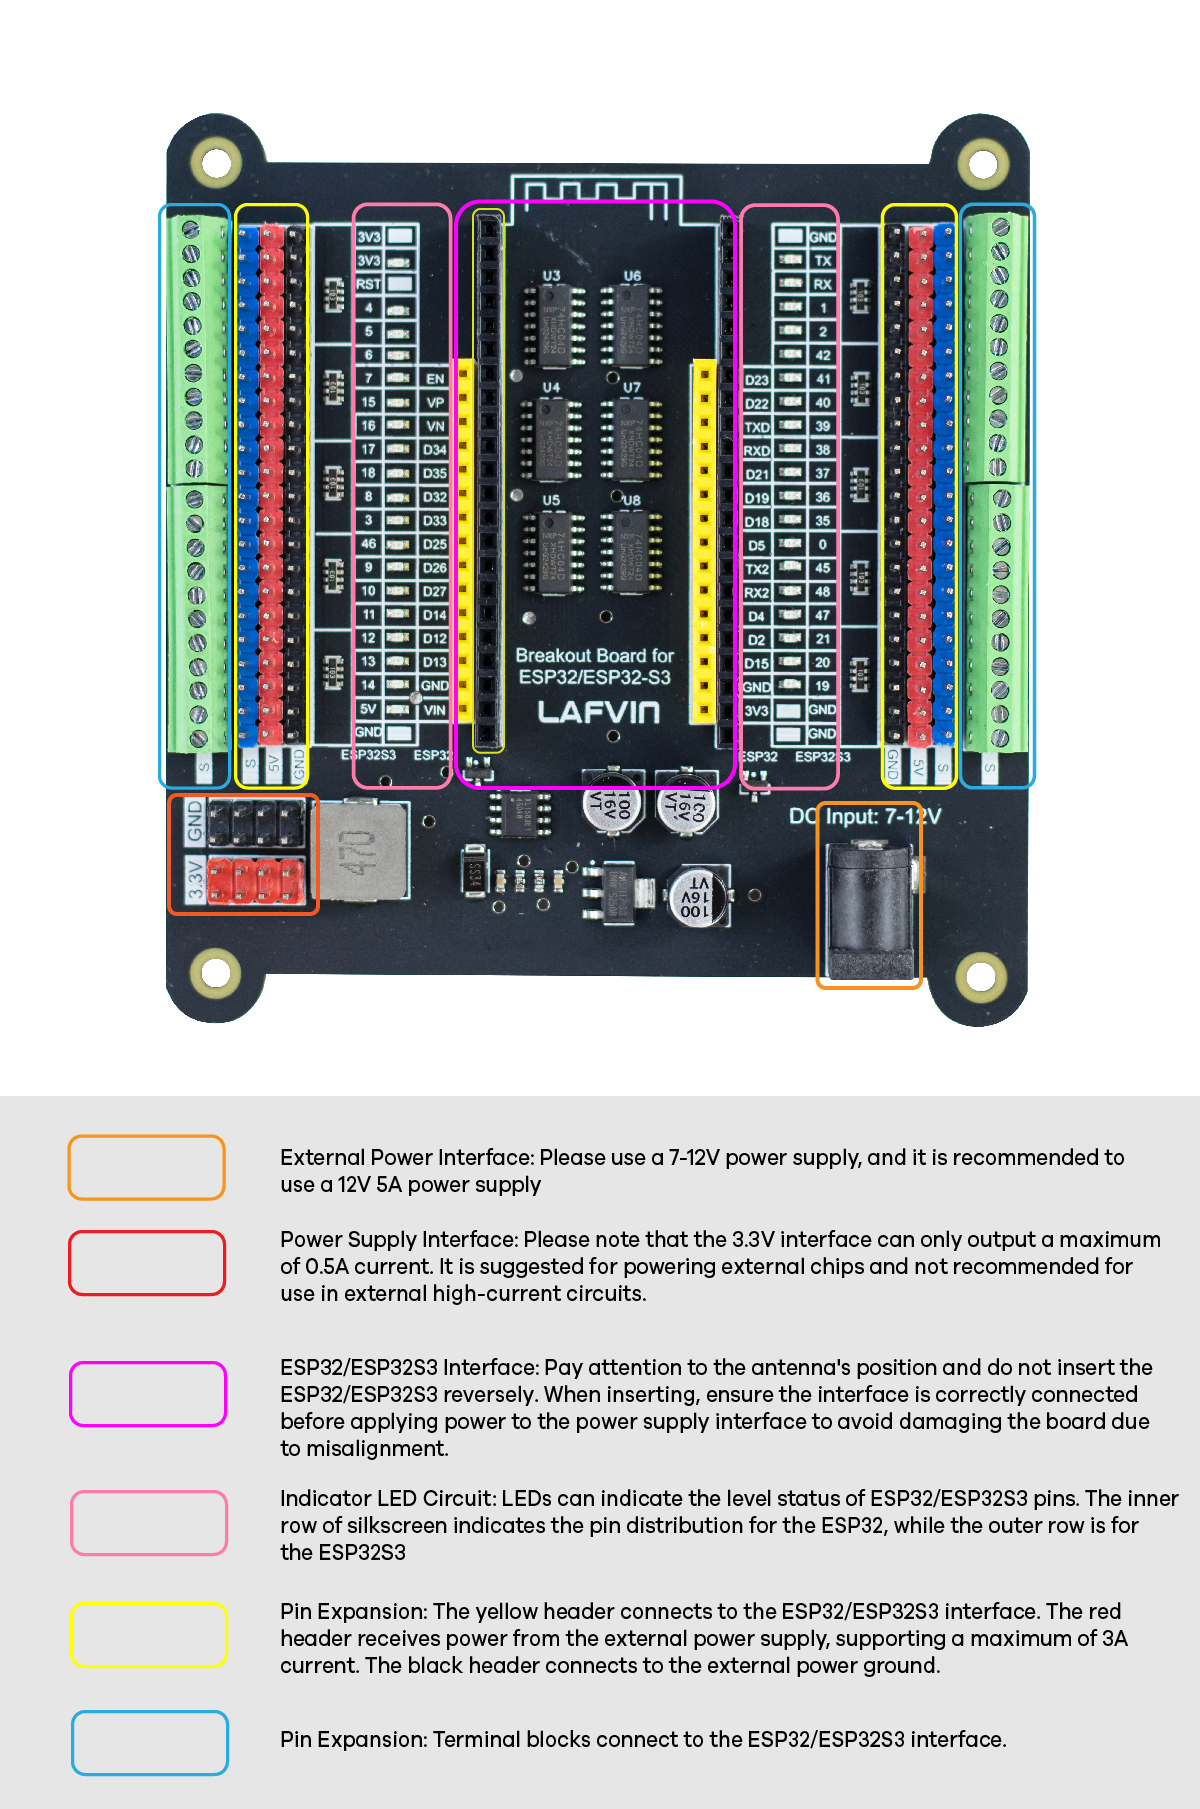 3V3
3V3
RST
4
5
6
7 EN
15 VP
16 VN
17 D34
18 D35
8 D32
3 D33
46 D25
9 D26
10 D27
11 D14
12 D12
13 D13
14 GND
5V VIN
GND
ESP32S3 ESP32
S 5V GND
S
U3 U6
U4 U7
U5 U8
74HC04D
Breakout Board for
ESP32/ESP32-S3
LAFVIN
GND
TX
RX
1
2
42
D23 41
D22 40
TXD 39
RXD 38
D21 37
D19 36
D18 35
D5 0
TX2 45
RX2 48
D4 47
D2 21
D15 20
GND 19
3V3 GND
GND
ESP32 ESP32S3
GND 5V S
S
GND
3.3V
470
SS34
100
16V
VT
100
16V
VT
100
16V
VT
DC Input: 7-12V
External Power Interface: Please use a 7-12V power supply, and it is recommended to
use a 12V 5A power supply
Power Supply Interface: Please note that the 3.3V interface can only output a maximum
of 0.5A current. It is suggested for powering external chips and not recommended for
use in external high-current circuits.
ESP32/ESP32S3 Interface: Pay attention to the antenna's position and do not insert the
ESP32/ESP32S3 reversely. When inserting, ensure the interface is correctly connected
before applying power to the power supply interface to avoid damaging the board due
to misalignment.
Indicator LED Circuit: LEDs can indicate the level status of ESP32/ESP32S3 pins. The inner
row of silkscreen indicates the pin distribution for the ESP32, while the outer row is for
the ESP32S3
Pin Expansion: The yellow header connects to the ESP32/ESP32S3 interface. The red
header receives power from the external power supply, supporting a maximum of 3A
current. The black header connects to the external power ground.
Pin Expansion: Terminal blocks connect to the ESP32/ESP32S3 interface.